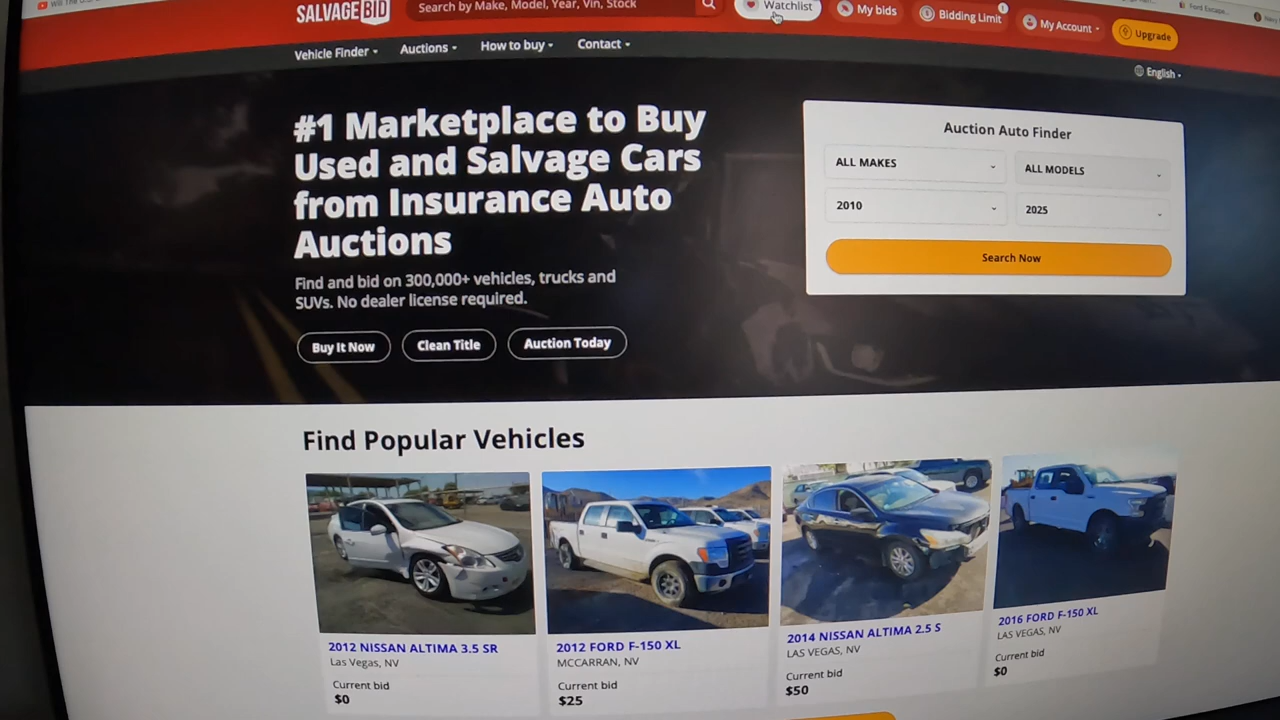 Ford Escape...
SALVAGEBID
Search by Make, Model, Year, Vin, Stock
Watchlist
My bids
Bidding Limit
1
My Account
Upgrade
Vehicle Finder
Auctions
How to buy
Contact
English
#1 Marketplace to Buy
Used and Salvage Cars
from Insurance Auto
Auctions
Find and bid on 300,000+ vehicles, trucks and
SUVs. No dealer license required.
Buy It Now
Clean Title
Auction Today
Auction Auto Finder
ALL MAKES
ALL MODELS
2010
2025
Search Now
Find Popular Vehicles
2012 NISSAN ALTIMA 3.5 SR
Las Vegas, NV
Current bid
$0
2012 FORD F-150 XL
MCCARRAN, NV
Current bid
$25
2014 NISSAN ALTIMA 2.5 S
LAS VEGAS, NV
Current bid
$50
2016 FORD F-150 XL
LAS VEGAS, NV
Current bid
$0